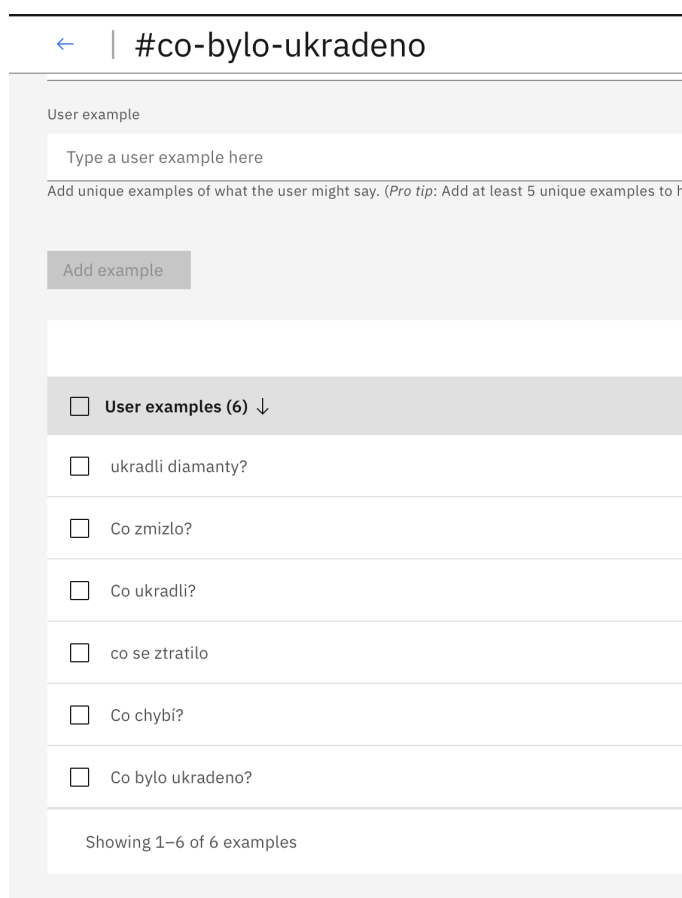 #co-bylo-ukradeno
User example
Type a user example here
Add unique examples of what the user might say. (Pro tip: Add at least 5 unique examples to
Add example
User examples (6)
ukradli diamanty?
Co zmizlo?
Co ukradli?
co se ztratilo
Co chybí?
Co bylo ukradeno?
Showing 1–6 of 6 examples